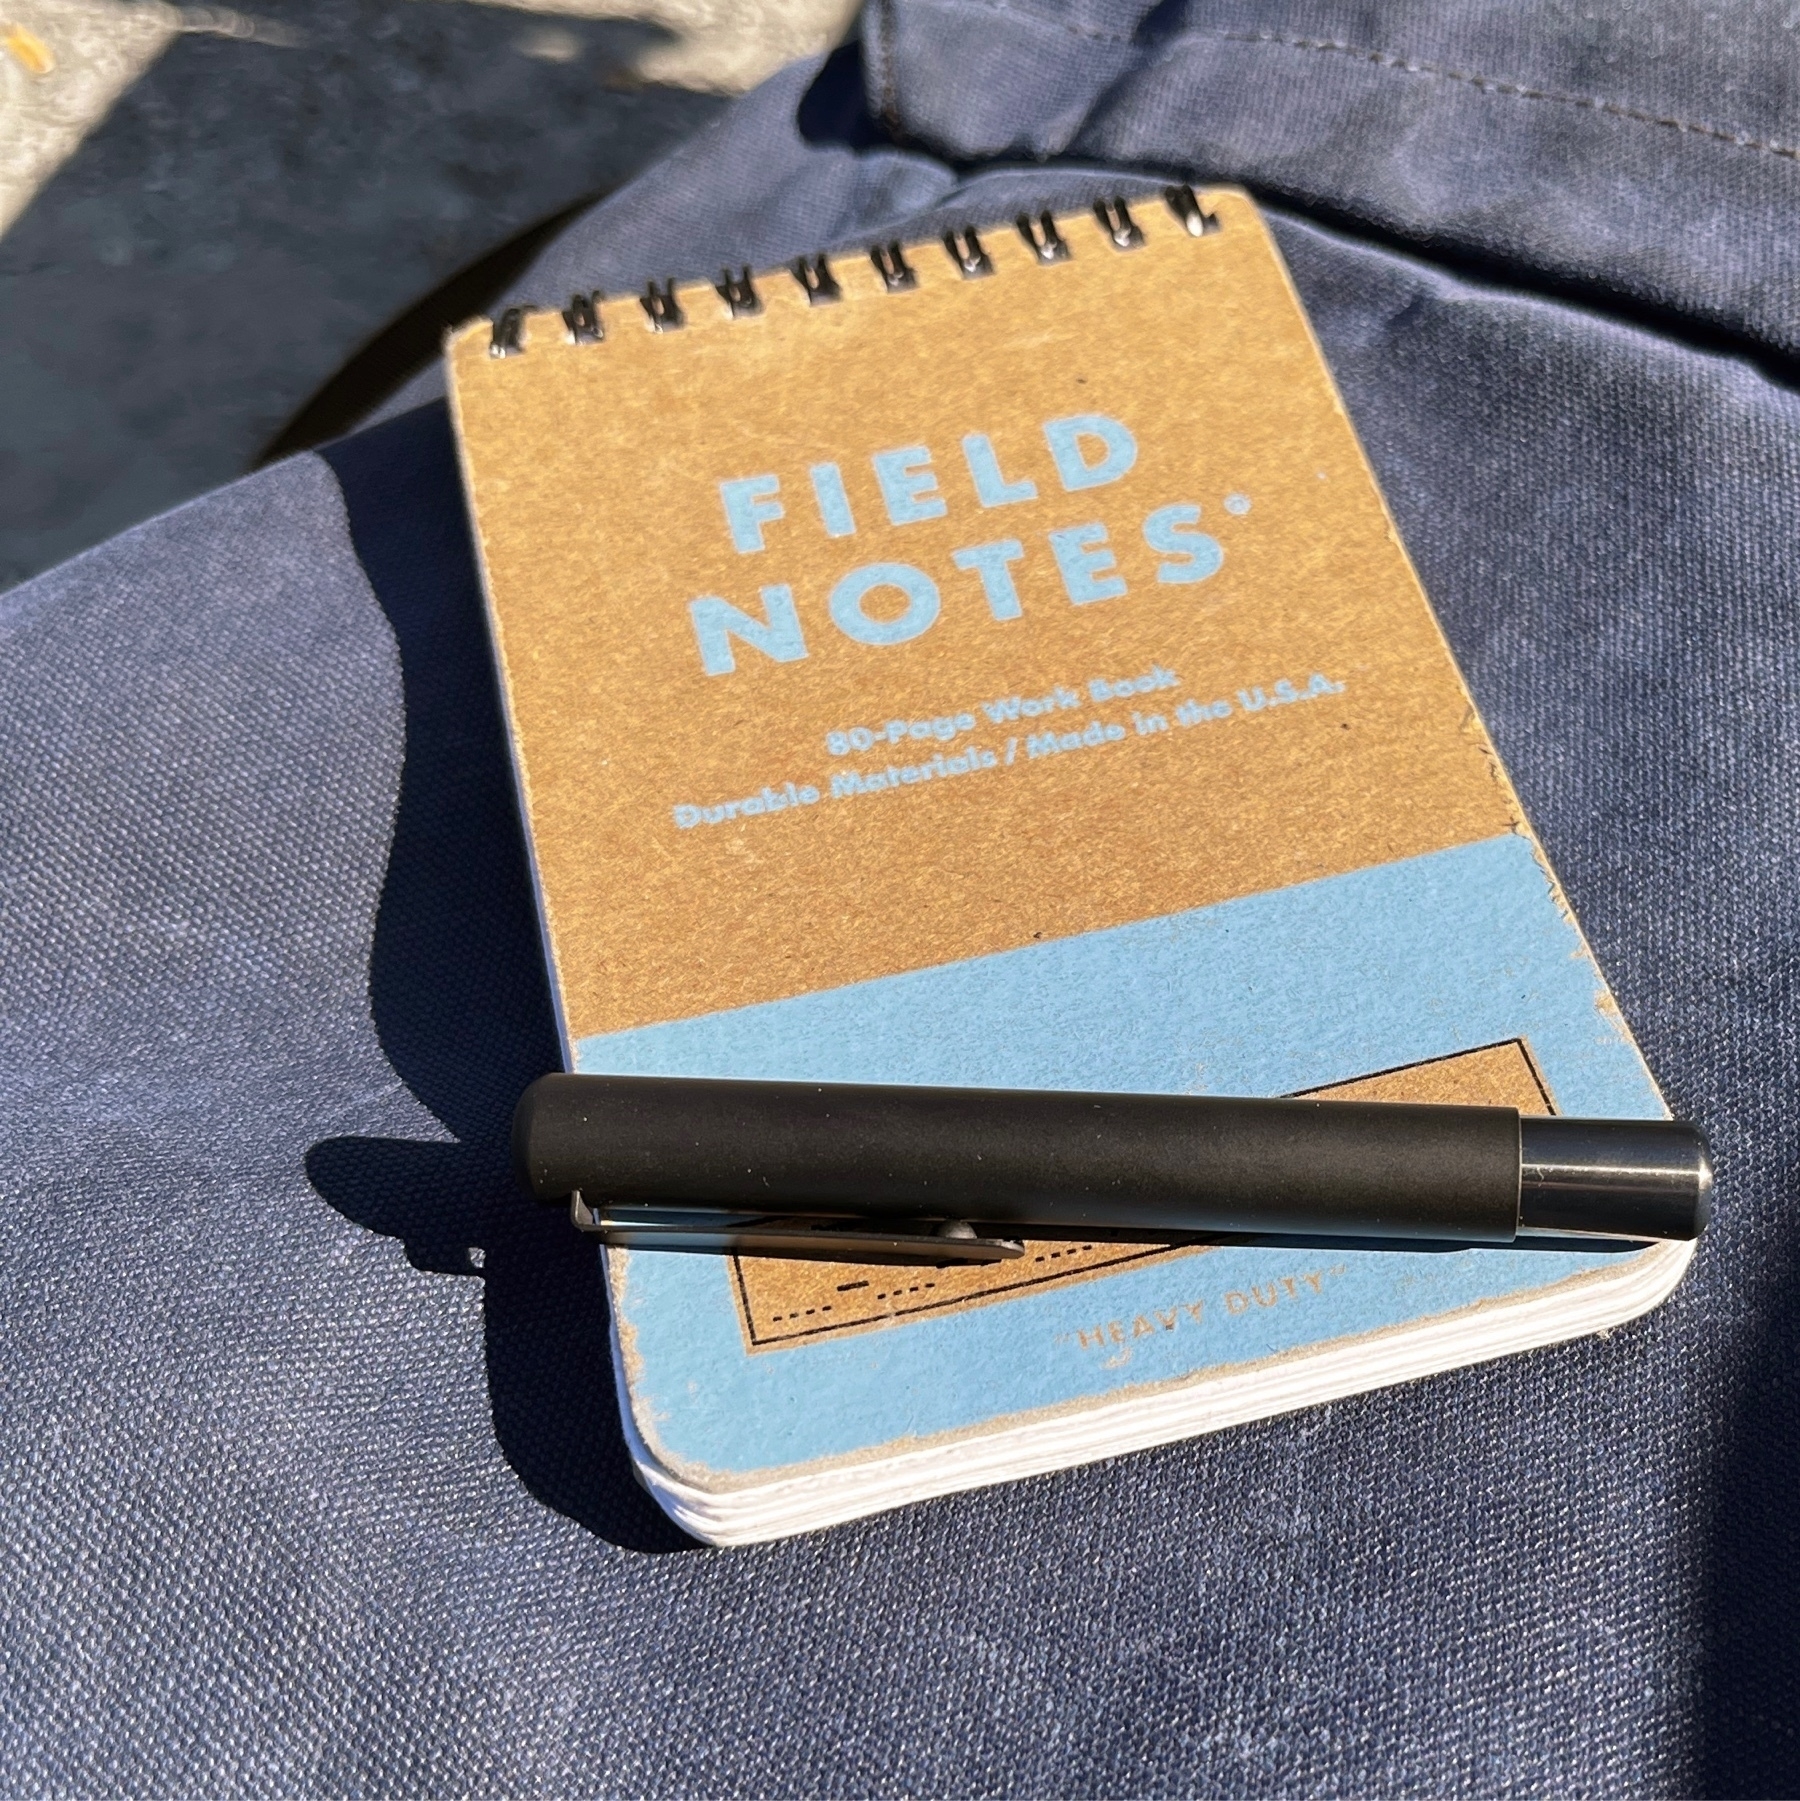 FIELD
NOTES®
80-Page Work Book
Durable Materials / Made in the U.S.A.
"HEAVY DUTY"